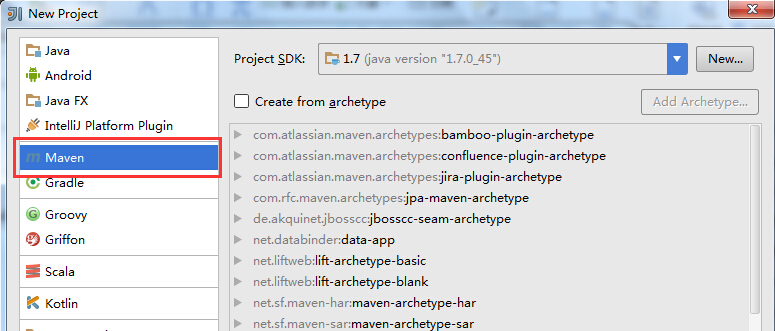 New Project
Java
Android
Java FX
IntelliJ Platform Plugin
Maven
Gradle
Groovy
Griffon
Scala
Kotlin
Project SDK: 1.7 (java version "1.7.0_45") New...
Create from archetype Add Archetype...
com.atlassian.maven.archetypes:bamboo-plugin-archetype
com.atlassian.maven.archetypes:confluence-plugin-archetype
com.atlassian.maven.archetypes:jira-plugin-archetype
com.rfc.maven.archetypes:jpa-maven-archetype
de.akquinet.jbosscc:jbosscc-seam-archetype
net.databinder:data-app
net.liftweb:lift-archetype-basic
net.liftweb:lift-archetype-blank
net.sf.maven-har:maven-archetype-har
net.sf.maven-sar:maven-archetype-sar